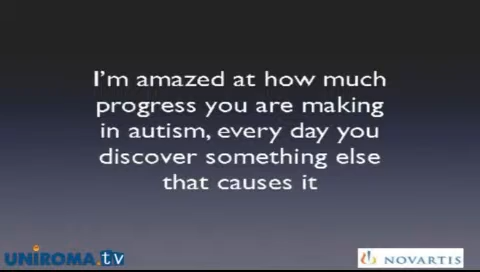 I'm amazed at how much
progress you are making
in autism, every day you
discover something else
that causes it
UNIROMA.tv
NOVARTIS